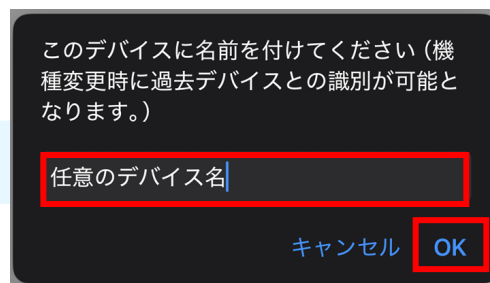 このデバイスに名前を付けてください（機
種変更時に過去デバイスとの識別が可能と
なります。）
任意のデバイス名
キャンセル OK